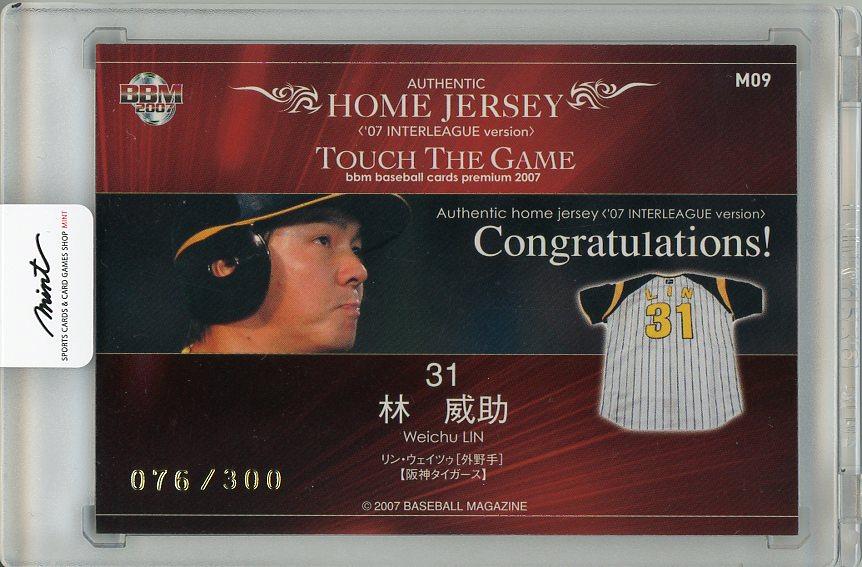 BBM
2007
AUTHENTIC
HOME JERSEY
〈'07 INTERLEAGUE version〉
TOUCH THE GAME
bbm baseball cards premium 2007
M09
Authentic home jersey〈'07 INTERLEAGUE version〉
Congratulations!
LIN
31
31
林 威助
Weichu LIN
リン・ウェイツゥ[外野手]
【阪神タイガース】
076/300
© 2007 BASEBALL MAGAZINE
mint
SPORTS CARDS & CARD GAMES SHOP MINT